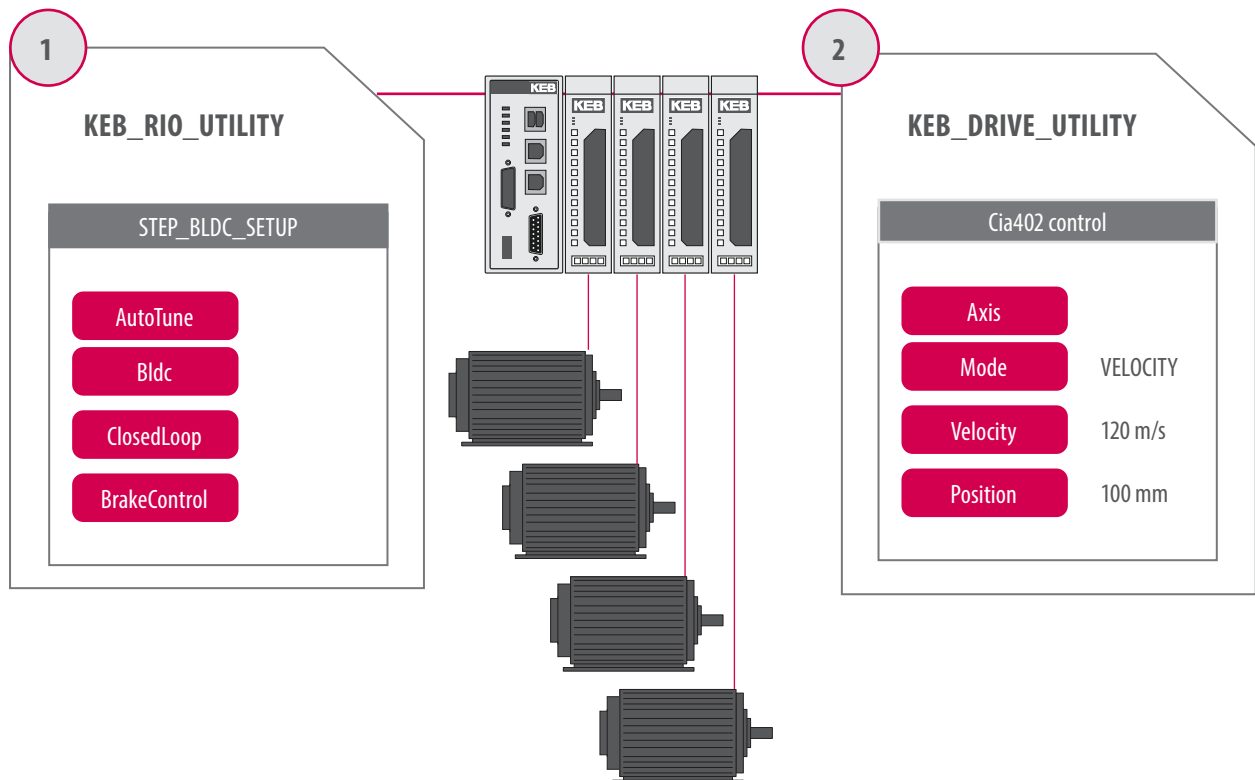 1
KEB_RIO_UTILITY
STEP_BLDC_SETUP
AutoTune
Bldc
ClosedLoop
BrakeControl
KEB
KEB
KEB
KEB
KEB
2
KEB_DRIVE_UTILITY
Cia402 control
Axis
Mode VELOCITY
Velocity 120 m/s
Position 100 mm